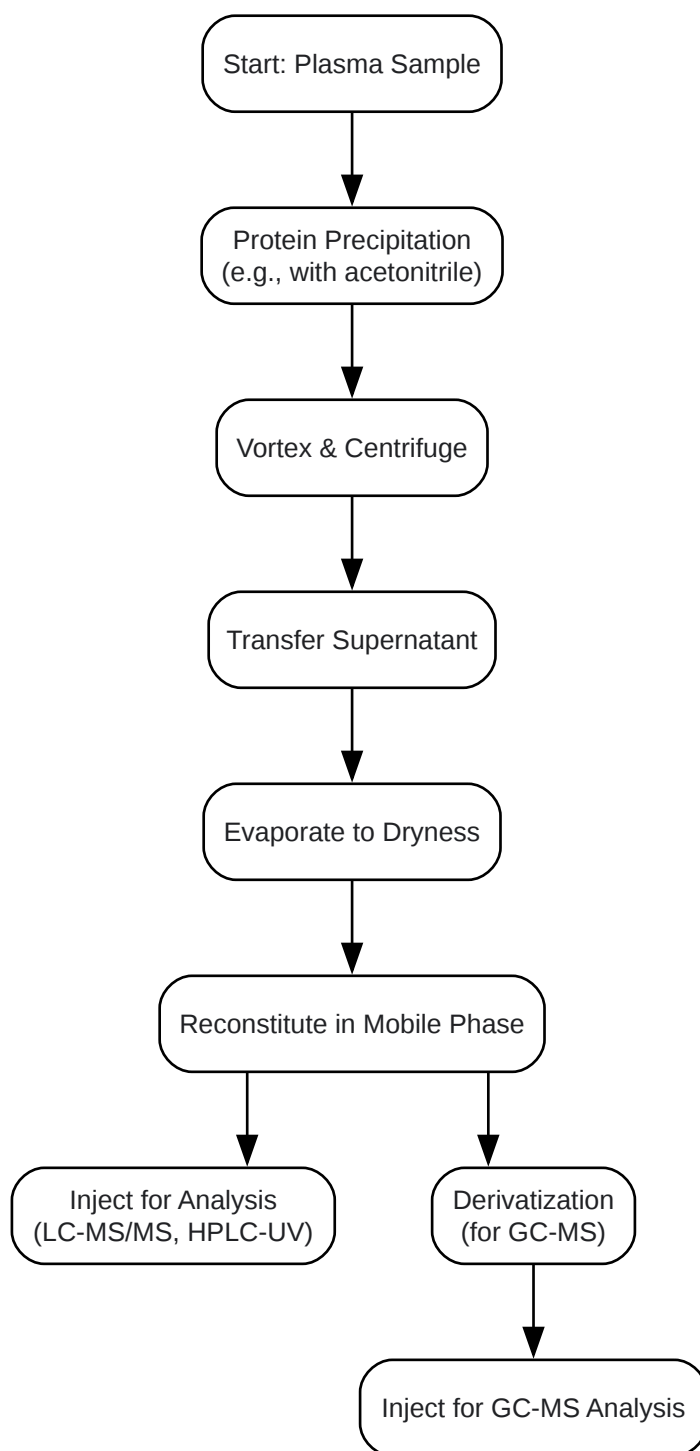 Start: Plasma Sample
Protein Precipitation
(e.g., with acetonitrile)
Vortex & Centrifuge
Transfer Supernatant
Evaporate to Dryness
Reconstitute in Mobile Phase
Inject for Analysis
(LC-MS/MS, HPLC-UV)
Derivatization
(for GC-MS)
Inject for GC-MS Analysis